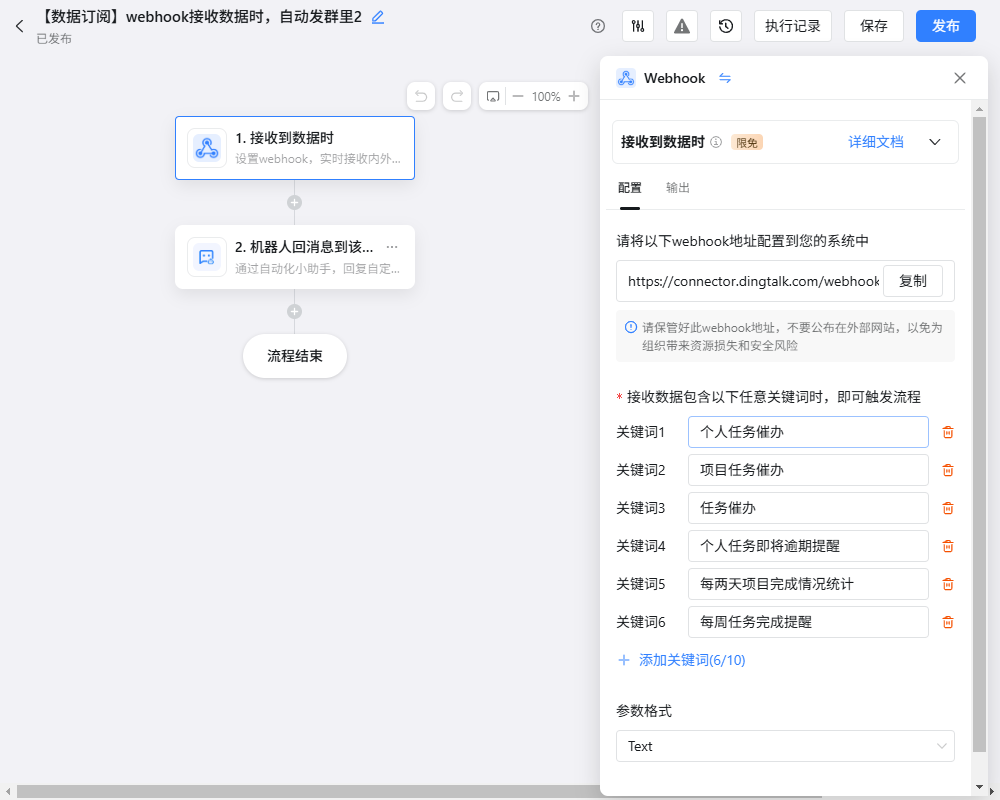 【数据订阅】webhook接收数据时，自动发群里2
已发布
执行记录
保存
发布
100%
1. 接收到数据时
设置webhook，实时接收内外...
2. 机器人回消息到该...
通过自动化小助手，回复自定...
流程结束
Webhook
接收到数据时
限免
详细文档
配置
输出
请将以下webhook地址配置到您的系统中
https://connector.dingtalk.com/webhook
复制
请保管好此webhook地址，不要公布在外部网站，以免为
组织带来资源损失和安全风险
* 接收数据包含以下任意关键词时，即可触发流程
关键词1 个人任务催办
关键词2 项目任务催办
关键词3 任务催办
关键词4 个人任务即将逾期提醒
关键词5 每两天项目完成情况统计
关键词6 每周任务完成提醒
添加关键词(6/10)
参数格式
Text